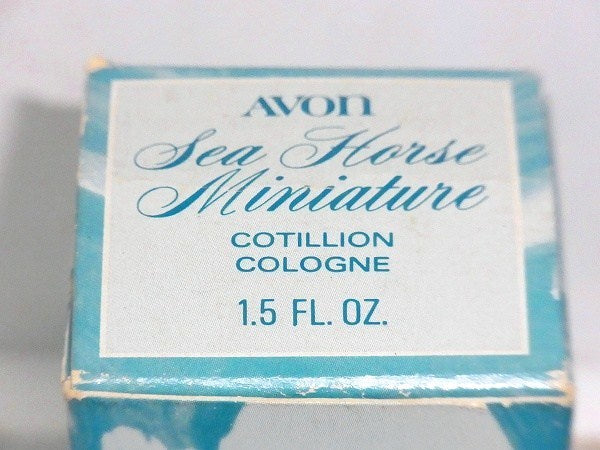 AVON
Sea Horse
Miniature
COTILLION
COLOGNE
1.5 FL. OZ.